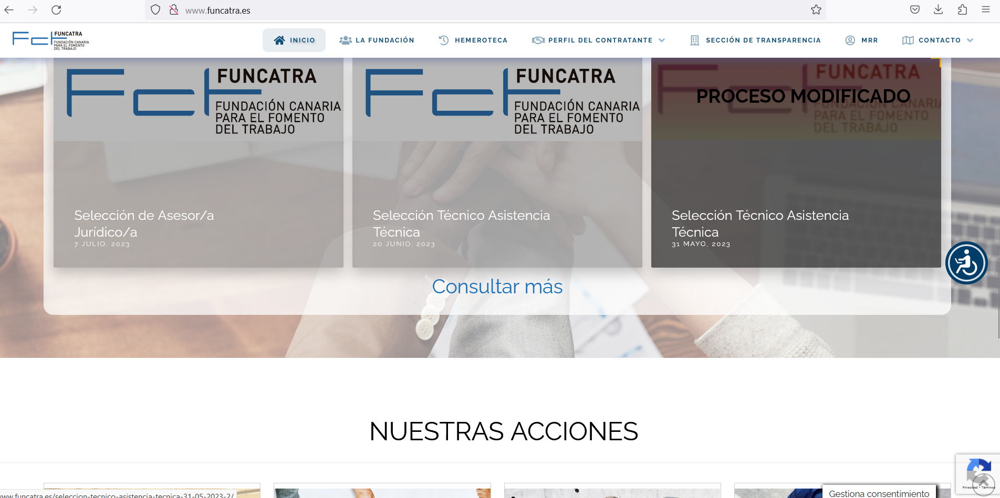 www.funcatra.es
FUNCATRA
FUNDACIÓN CANARIA
PARA EL FOMENTO
DEL TRABAJO
INICIO
LA FUNDACIÓN
HEMEROTECA
PERFIL DEL CONTRATANTE
SECCIÓN DE TRANSPARENCIA
MRR
CONTACTO
Fct FUNCATRA
FUNDACIÓN CANARIA
PARA EL FOMENTO
DEL TRABAJO
Selección de Asesor/a
Jurídico/a
7 JULIO, 2023
Fct FUNCATRA
FUNDACIÓN CANARIA
PARA EL FOMENTO
DEL TRABAJO
Selección Técnico Asistencia
Técnica
20 JUNIO, 2023
Fct FUNCATRA
PROCESO MODIFICADO
FUNDACIÓN CANARIA
PARA EL FOMENTO
DEL TRABAJO
Selección Técnico Asistencia
Técnica
31 MAYO, 2023
Consultar más
NUESTRAS ACCIONES
www.funcatra.es/seleccion-tecnico-asistencia-tecnica-31-05-2023-2/
Privacidad • Términos
Gestiona consentimiento